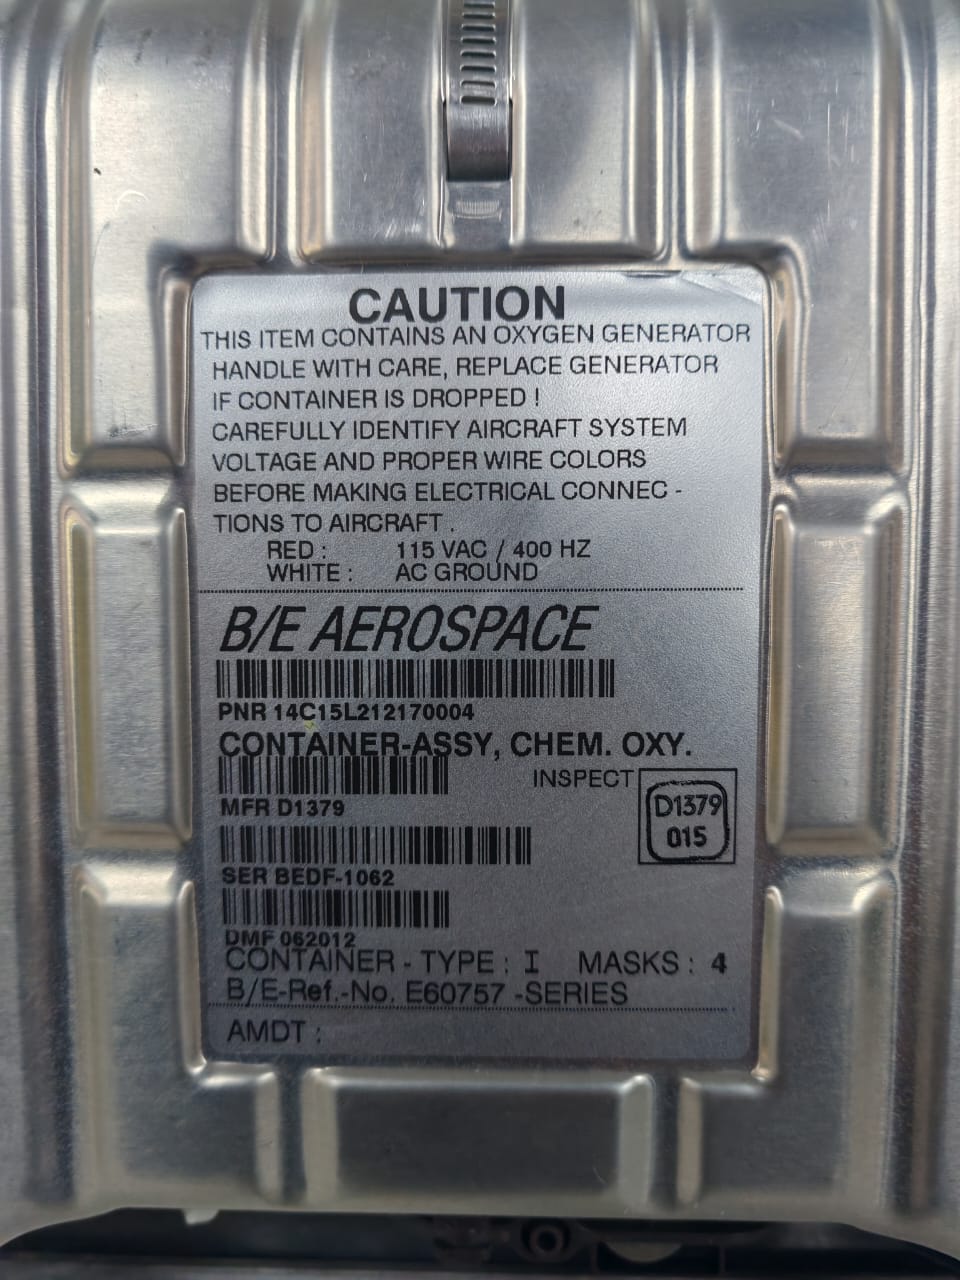 CAUTION
THIS ITEM CONTAINS AN OXYGEN GENERATOR
HANDLE WITH CARE, REPLACE GENERATOR
IF CONTAINER IS DROPPED !
CAREFULLY IDENTIFY AIRCRAFT SYSTEM
VOLTAGE AND PROPER WIRE COLORS
BEFORE MAKING ELECTRICAL CONNEC -
TIONS TO AIRCRAFT .
RED : 115 VAC / 400 HZ
WHITE : AC GROUND
B/E AEROSPACE
PNR 14C15L212170004
CONTAINER-ASSY, CHEM. OXY.
INSPECT
D1379
015
MFR D1379
SER BEDF-1062
DMF 062012
CONTAINER - TYPE : I MASKS : 4
B/E-Ref.-No. E60757 -SERIES
AMDT :